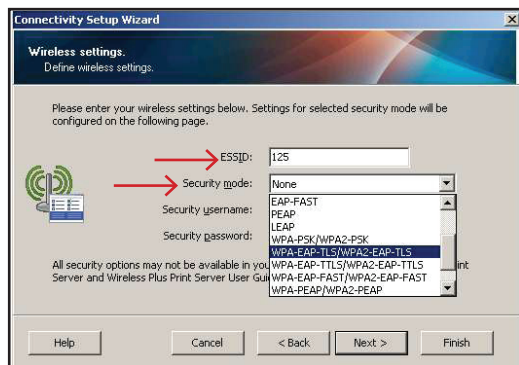 Connectivity Setup Wizard
Wireless settings.
Define wireless settings.
Please enter your wireless settings below. Settings for selected security mode will be
configured on the following page.
ESSID: 125
Security mode: None
EAP-FAST
PEAP
LEAP
WPA-PSK/WPA2-PSK
WPA-EAP-TLS/WPA2-EAP-TLS
WPA-EAP-TTLS/WPA2-EAP-TTLS
WPA-EAP-FAST/WPA2-EAP-FAST
WPA-PEAP/WPA2-PEAP
Security username:
Security password:
All security options may not be available in
Server and Wireless Plus Print Server User
Help Cancel < Back Next > Finish